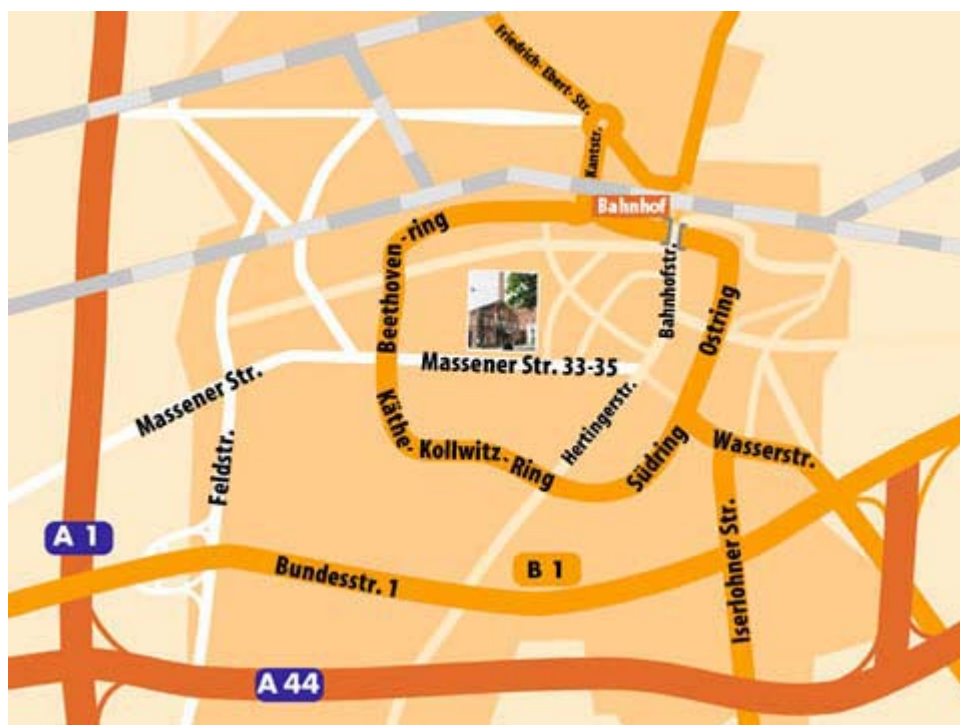 Friedrich- Ebert- Str.
Kantstr.
Bahnhof
Beethoven-ring
Bahnhofstr.
Ostring
Massener Str. 33-35
Massener Str.
Hertingerstr.
Käthe- Kollwitz- Ring
Südring
Wasserstr.
Feldstr.
A 1
Bundesstr. 1
B 1
Iserlohner Str.
A 44